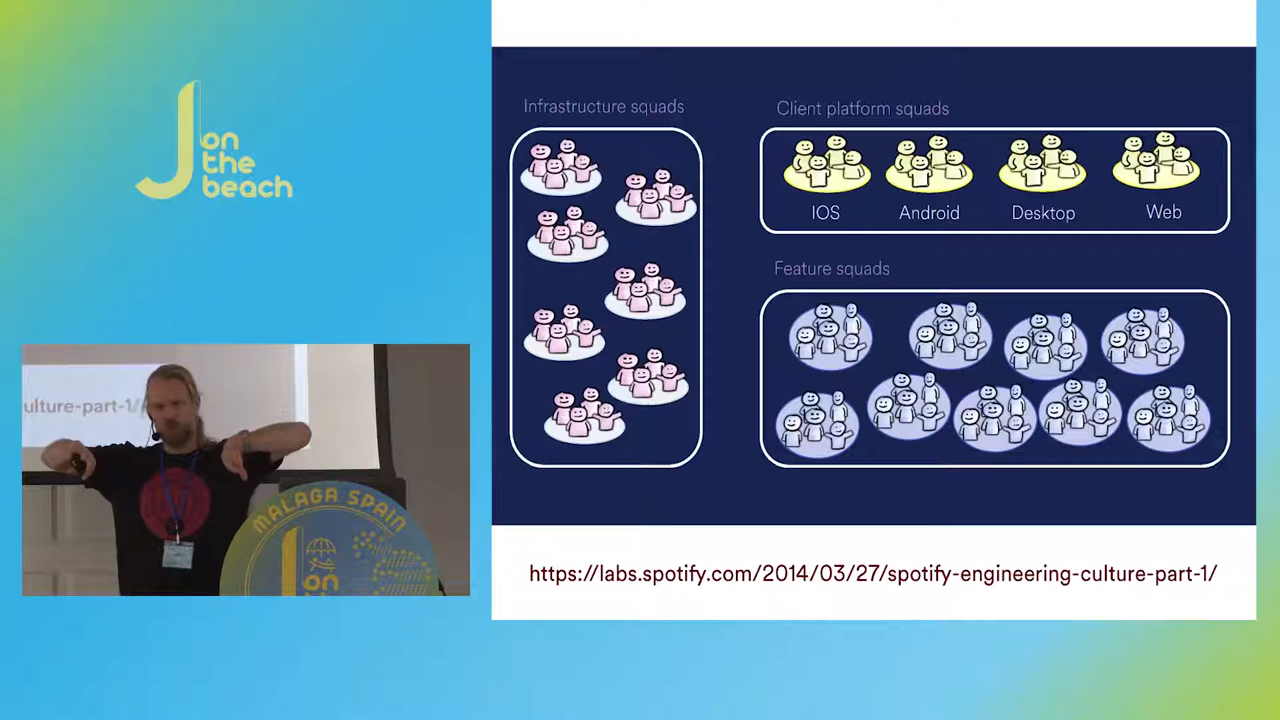 J on
the
beach
Infrastructure squads
Client platform squads
IOS
Android
Desktop
Web
Feature squads
https://labs.spotify.com/2014/03/27/spotify-engineering-culture-part-1/
ulture-part-1/
MALAGA SPAIN
J on